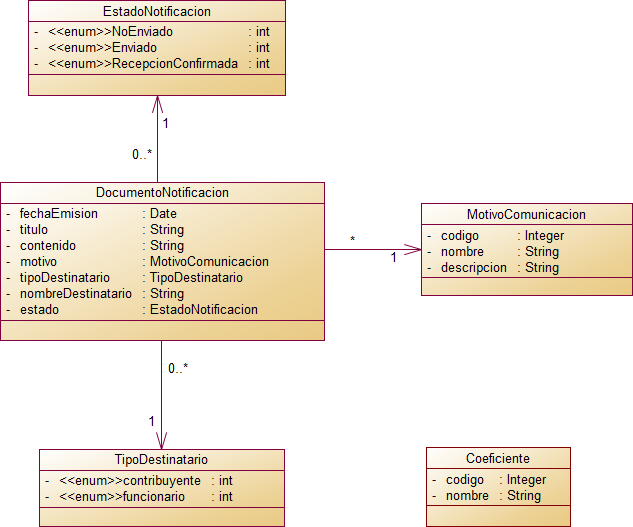 EstadoNotificacion
- <<enum>>NoEnviado : int
- <<enum>>Enviado : int
- <<enum>>RecepcionConfirmada : int
1
0..*
DocumentoNotificacion
- fechaEmision : Date
- titulo : String
- contenido : String
- motivo : MotivoComunicacion
- tipoDestinatario : TipoDestinatario
- nombreDestinatario : String
- estado : EstadoNotificacion
*
1
MotivoComunicacion
- codigo : Integer
- nombre : String
- descripcion : String
0..*
1
TipoDestinatario
- <<enum>>contribuyente : int
- <<enum>>funcionario : int
Coeficiente
- codigo : Integer
- nombre : String